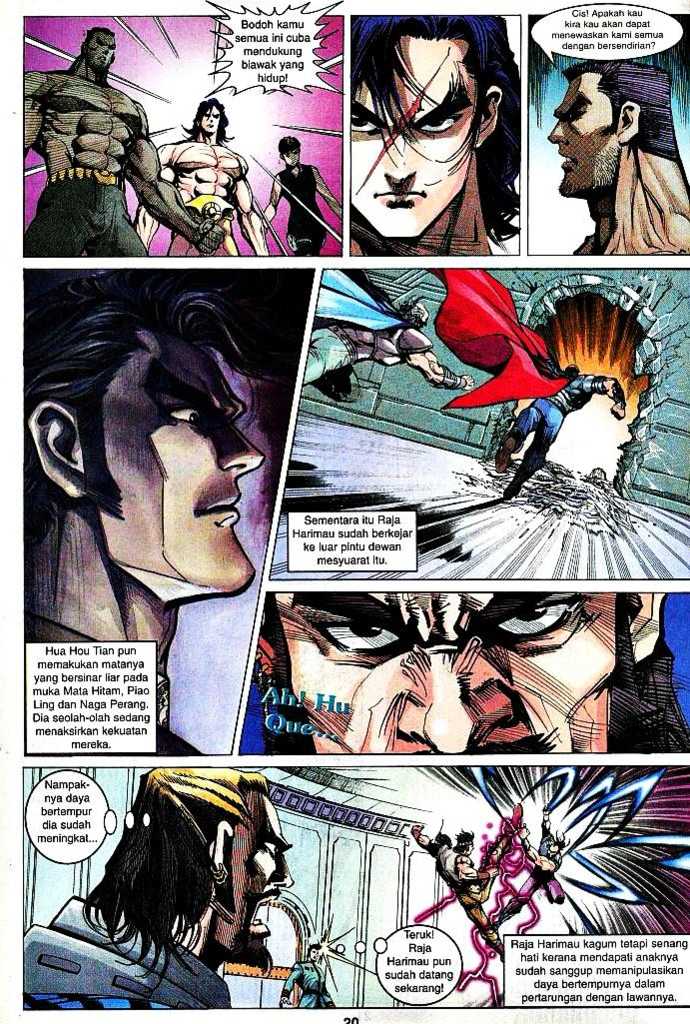 Bodoh kamu
semua ini cuba
mendukung
biawak yang
hidup!
Cis! Apakah kau
kira kau akan dapat
menewaskan kami semua
dengan bersendirian?
Hua Hou Tian pun
memakukan matanya
yang bersinar liar pada
muka Mata Hitam, Piao
Ling dan Naga Perang.
Dia seolah-olah sedang
menaksirkan kekuatan
mereka.
Sementara itu Raja
Harimau sudah berkejar
ke luar pintu dewan
mesyuarat itu.
Ah! Hu
Que...
Nampak-
nya daya
bertempur
dia sudah
meningkat...
Teruk!
Raja
Harimau pun
sudah datang
sekarang!
Raja Harimau kagum tetapi senang
hati kerana mendapati anaknya
sudah sanggup memanipulasikan
daya bertempurnya dalam
pertarungan dengan lawannya.
20